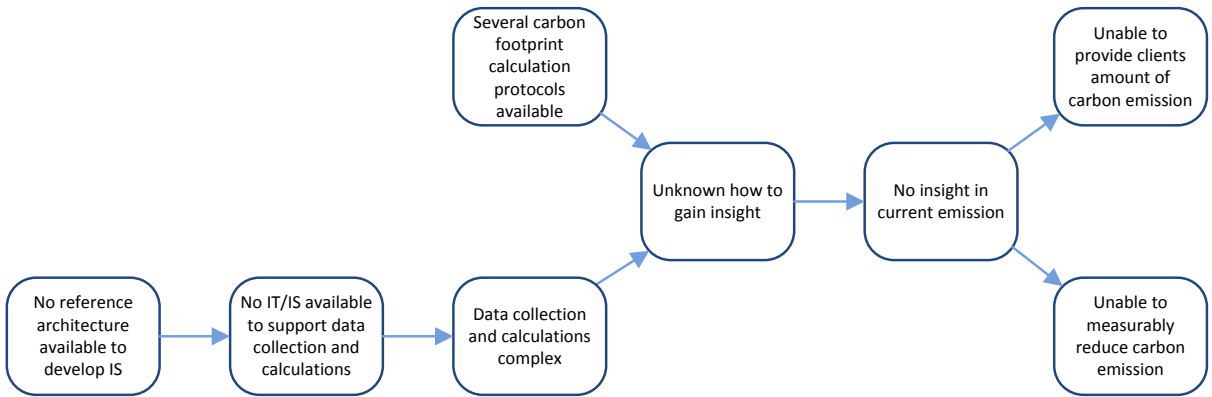 Several carbon
footprint
calculation
protocols
available
Unable to
provide clients
amount of
carbon emission
Unknown how to
gain insight
No insight in
current emission
No reference
architecture
available to
develop IS
No IT/IS available
to support data
collection and
calculations
Data collection
and calculations
complex
Unable to
measurably
reduce carbon
emission